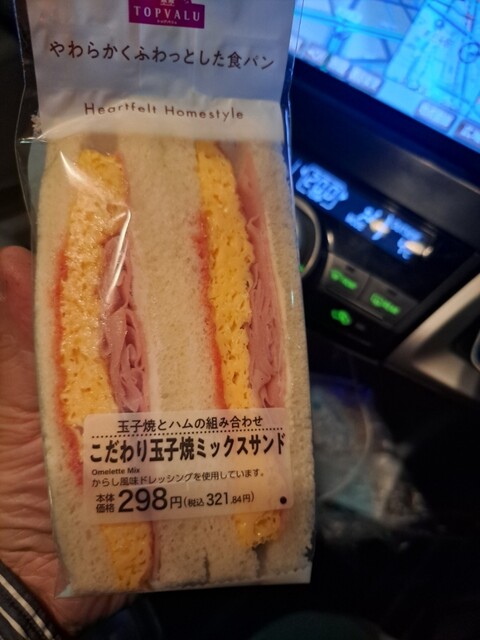 TOPVALU
やわらかくふわっとした食パン
Heartfelt Homestyle
玉子焼とハムの組み合わせ
こだわり玉子焼ミックスサンド
Omelette Mix
からし風味ドレッシングを使用しています。
本体価格 298円(税込 321.84円)